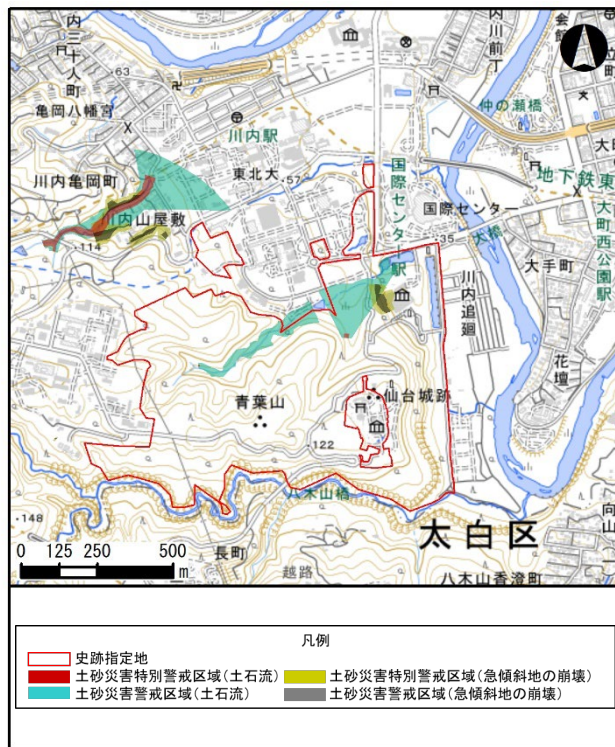 内三十人町
63
亀岡八幡宮
川内亀岡町
川内山屋敷
114
川内駅
東北大
57
内川前丁
仲の瀬橋
大町
地下鉄東
国際センター
国際センター駅
35
大橋
大手町
大町西公園駅
川内追廻
花壇
仙台城跡
青葉山
122
八木山橋
148
長町
越路
太白区
八木山香澄町
向山
0 125 250 500
m
凡例
史跡指定地
土砂災害特別警戒区域(土石流)
土砂災害特別警戒区域(急傾斜地の崩壊)
土砂災害警戒区域(土石流)
土砂災害警戒区域(急傾斜地の崩壊)